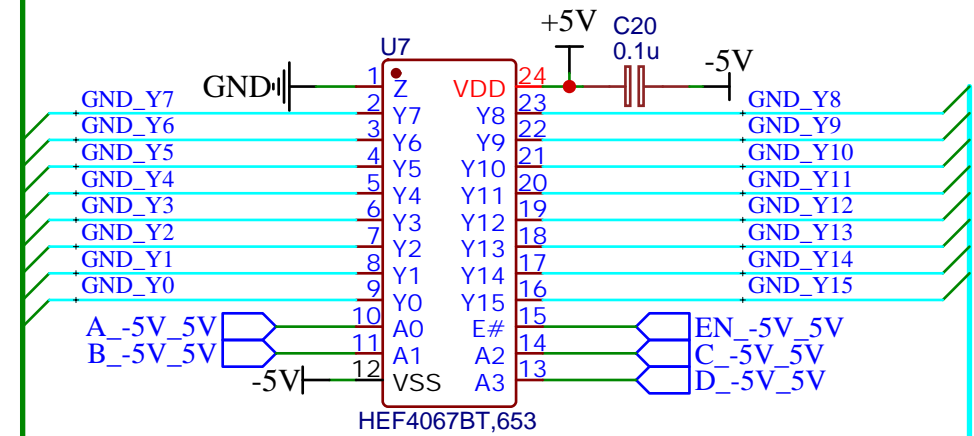 +5V
C20
0.1u
-5V
U7
GND
1 Z VDD 24
GND_Y7 2 Y7 Y8 23 GND_Y8
GND_Y6 3 Y6 Y9 22 GND_Y9
GND_Y5 4 Y5 Y10 21 GND_Y10
GND_Y4 5 Y4 Y11 20 GND_Y11
GND_Y3 6 Y3 Y12 19 GND_Y12
GND_Y2 7 Y2 Y13 18 GND_Y13
GND_Y1 8 Y1 Y14 17 GND_Y14
GND_Y0 9 Y0 Y15 16 GND_Y15
A_-5V_5V 10 A0 E# 15 EN_-5V_5V
B_-5V_5V 11 A1 A2 14 C_-5V_5V
-5V 12 VSS A3 13 D_-5V_5V
HEF4067BT,653